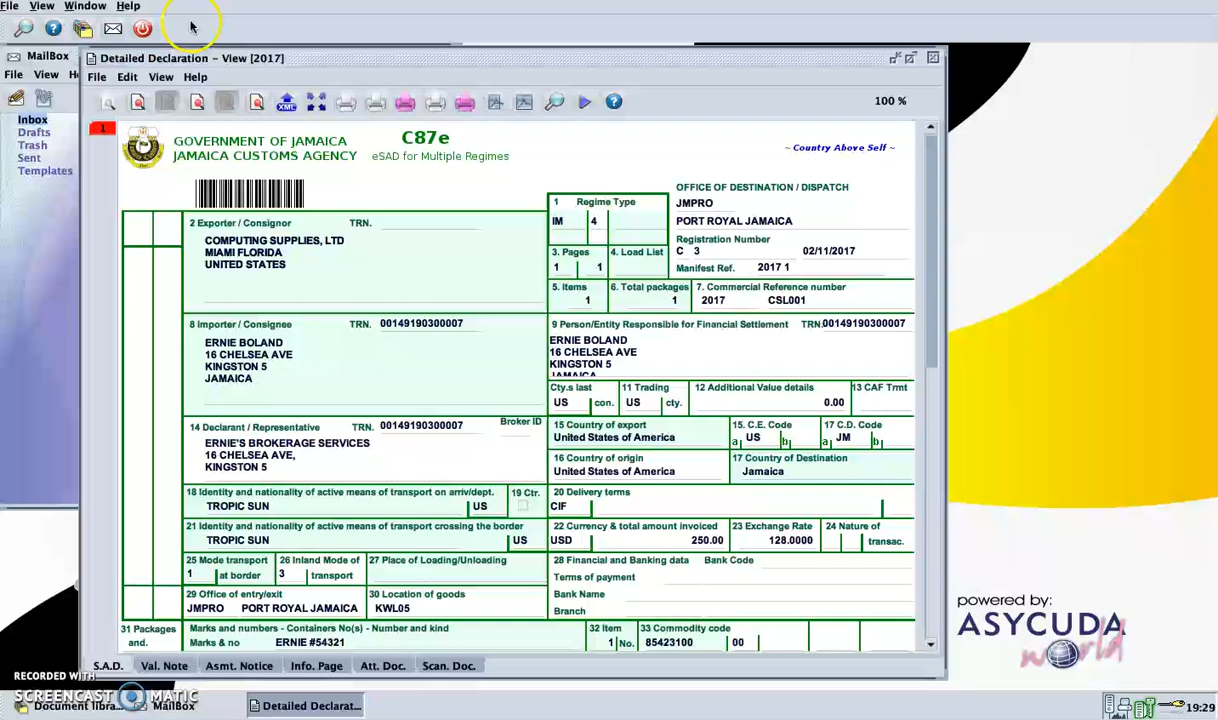 File View Window Help
MailBox
File View He
Inbox
Drafts
Trash
Sent
Templates
Detailed Declaration – View [2017]
File Edit View Help
XML
100 %
1
GOVERNMENT OF JAMAICA
JAMAICA CUSTOMS AGENCY
C87e
eSAD for Multiple Regimes
~ Country Above Self ~
OFFICE OF DESTINATION / DISPATCH
JMPRO
PORT ROYAL JAMAICA
Registration Number
C 3 02/11/2017
Manifest Ref. 2017 1
1 Regime Type
IM 4
3. Pages 4. Load List
1 1
5. Items 6. Total packages 7. Commercial Reference number
1 1 2017 CSL001
2 Exporter / Consignor TRN.
COMPUTING SUPPLIES, LTD
MIAMI FLORIDA
UNITED STATES
8 Importer / Consignee TRN. 00149190300007
ERNIE BOLAND
16 CHELSEA AVE
KINGSTON 5
JAMAICA
9 Person/Entity Responsible for Financial Settlement TRN.00149190300007
ERNIE BOLAND
16 CHELSEA AVE
KINGSTON 5
JAMAICA
Cty.s last 11 Trading 12 Additional Value details 13 CAF Trmt
US con. US cty. 0.00
14 Declarant / Representative TRN. 00149190300007 Broker ID
ERNIE'S BROKERAGE SERVICES
16 CHELSEA AVE,
KINGSTON 5
15 Country of export 15. C.E. Code 17 C.D. Code
United States of America a US b a JM b
16 Country of origin 17 Country of Destination
United States of America Jamaica
18 Identity and nationality of active means of transport on arriv/dept. 19 Ctr.
TROPIC SUN US
20 Delivery terms
CIF
21 Identity and nationality of active means of transport crossing the border
TROPIC SUN US
22 Currency & total amount invoiced 23 Exchange Rate 24 Nature of
USD 250.00 128.0000 transac.
25 Mode transport 26 Inland Mode of 27 Place of Loading/Unloading
1 at border 3 transport
28 Financial and Banking data Bank Code
Terms of payment
Bank Name
Branch
29 Office of entry/exit 30 Location of goods
JMPRO PORT ROYAL JAMAICA KWL05
31 Packages Marks and numbers - Containers No(s) - Number and kind 32 Item 33 Commodity code
and. Marks & no ERNIE #54321 1 No. 85423100 00
S.A.D. Val. Note Asmt. Notice Info. Page Att. Doc. Scan. Doc.
powered by:
ASYCUDA
world
RECORDED WITH
SCREENCAST MATIC
Document libra... MailBox Detailed Declarat... 19:29